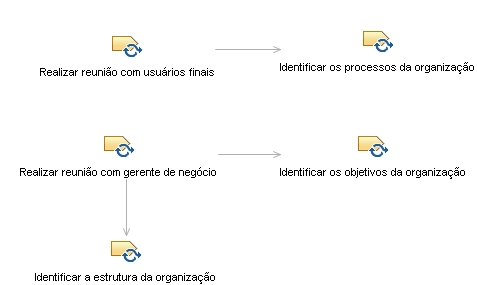 Realizar reunião com usuários finais
Identificar os processos da organização
Realizar reunião com gerente de negócio
Identificar os objetivos da organização
Identificar a estrutura da organização